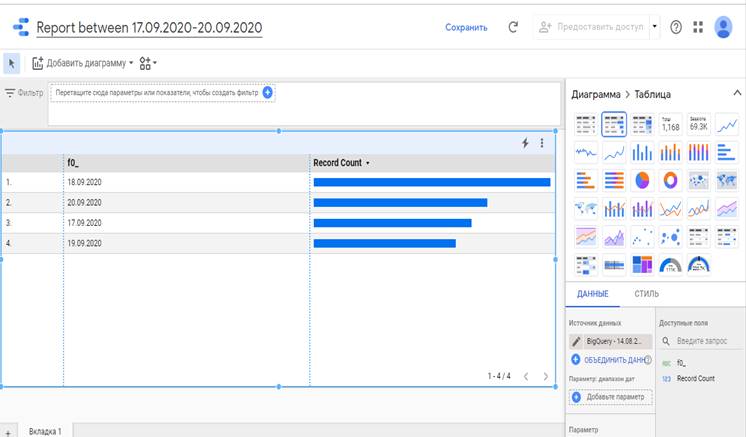 Report between 17.09.2020-20.09.2020
Сохранить
Предоставить доступ
Добавить диаграмму
Фильтр
Перетащите сюда параметры или показатели, чтобы создать фильтр
f0_ Record Count
1. 18.09.2020
2. 20.09.2020
3. 17.09.2020
4. 19.09.2020
1 - 4 / 4
Вкладка 1
Диаграмма > Таблица
Total
1,168
Sessions
69.3K
ДАННЫЕ СТИЛЬ
Источник данных
BigQuery - 14.08.2...
ОБЪЕДИНИТЬ ДАНН
Параметр: диапазон дат
Добавьте параметр
Параметр
Доступные поля
Введите запрос
ABC f0_
123 Record Count